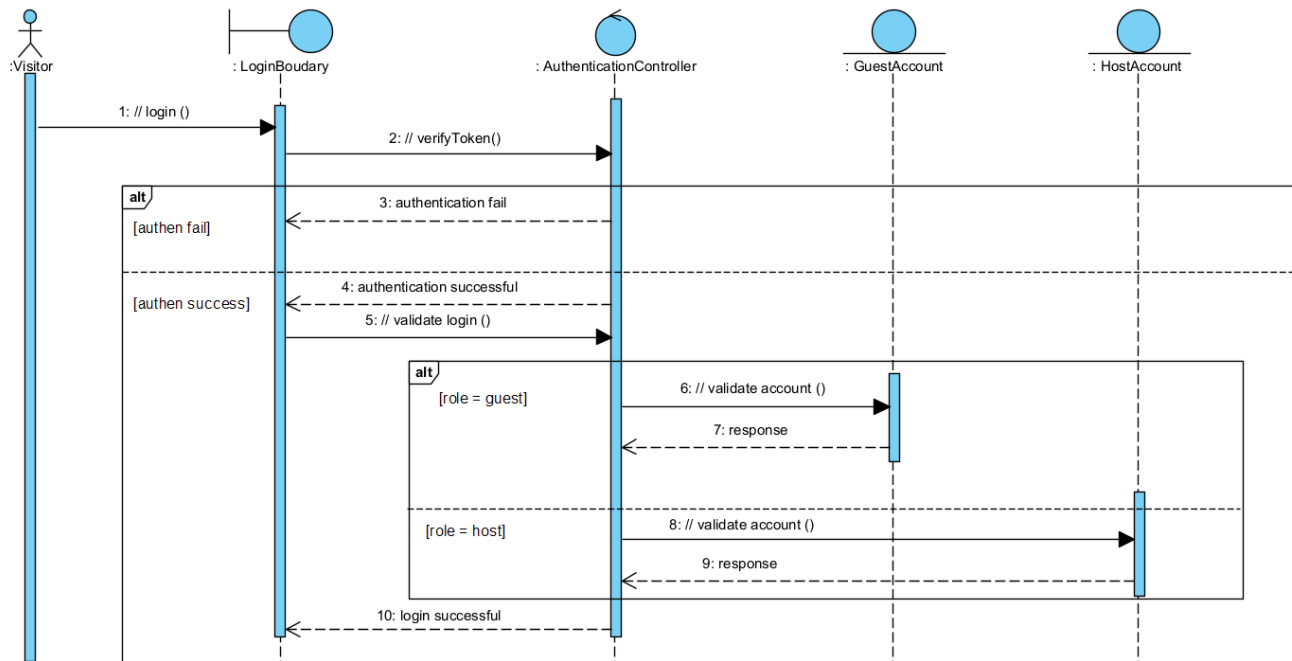 :Visitor
: LoginBoudary
: AuthenticationController
: GuestAccount
: HostAccount
1: // login ()
2: // verifyToken()
alt
3: authentication fail
[authen fail]
4: authentication successful
[authen success]
5: // validate login ()
alt
6: // validate account ()
[role = guest]
7: response
8: // validate account ()
[role = host]
9: response
10: login successful